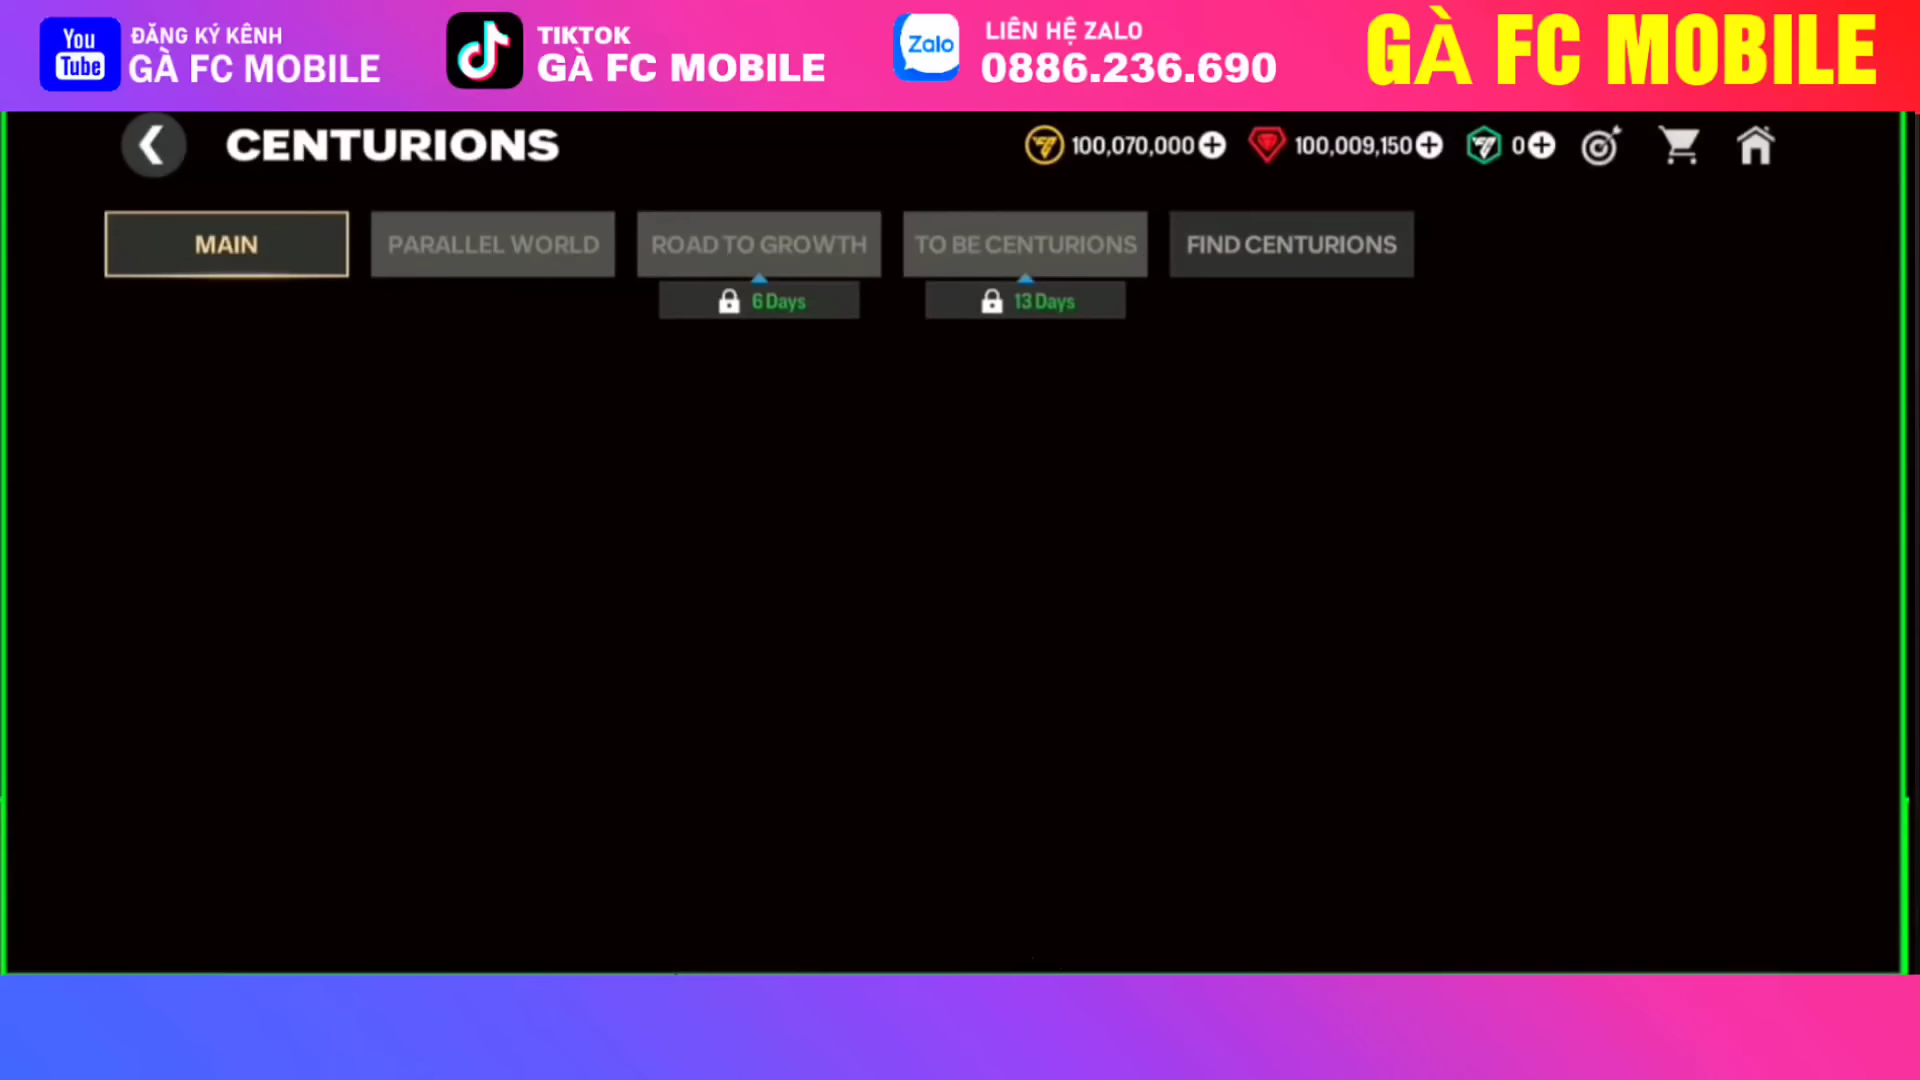 You
Tube
ĐĂNG KÝ KÊNH
GÀ FC MOBILE
TIKTOK
GÀ FC MOBILE
Zalo
LIÊN HỆ ZALO
0886.236.690
GÀ FC MOBILE
CENTURIONS
100,070,000
100,009,150
0
MAIN
PARALLEL WORLD
ROAD TO GROWTH
TO BE CENTURIONS
FIND CENTURIONS
6 Days
13 Days